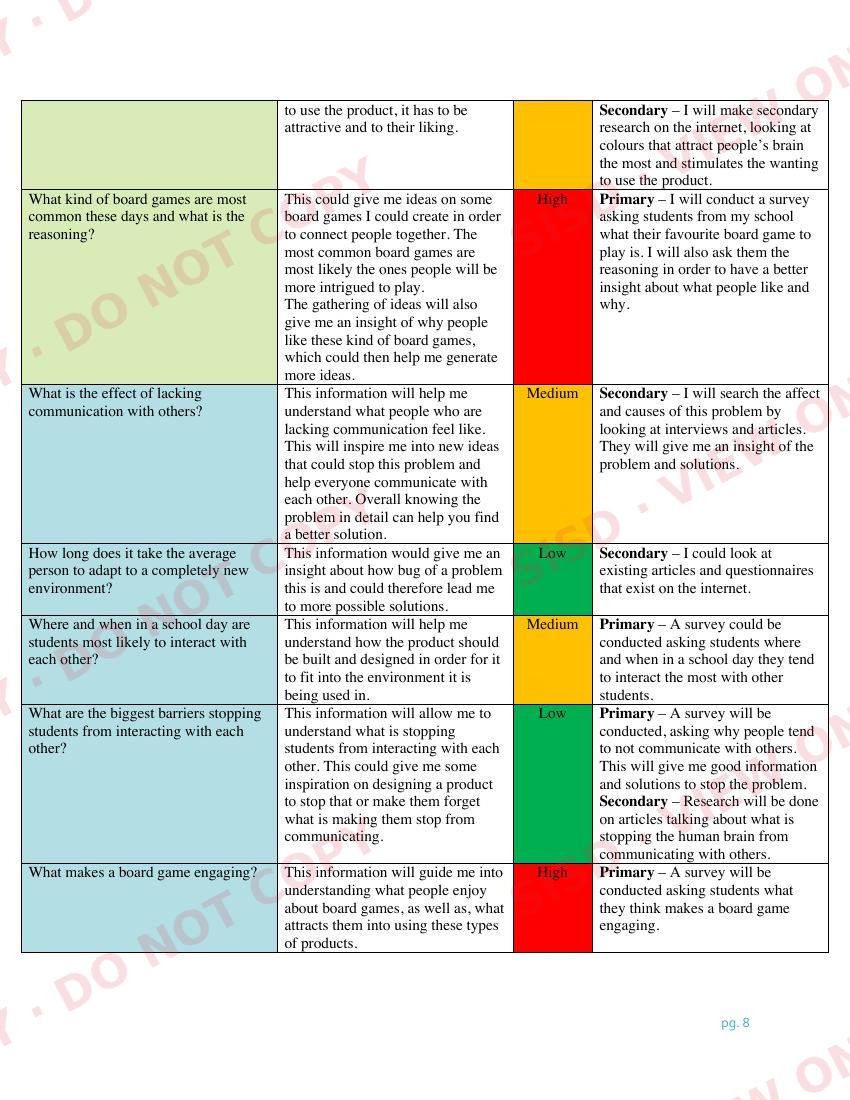 to use the product, it has to be
attractive and to their liking.
Secondary – I will make secondary
research on the internet, looking at
colours that attract people's brain
the most and stimulates the wanting
to use the product.
What kind of board games are most
common these days and what is the
reasoning?
This could give me ideas on some
board games I could create in order
to connect people together. The
most common board games are
most likely the ones people will be
more intrigued to play.
The gathering of ideas will also
give me an insight of why people
like these kind of board games,
which could then help me generate
more ideas.
High
Primary – I will conduct a survey
asking students from my school
what their favourite board game to
play is. I will also ask them the
reasoning in order to have a better
insight about what people like and
why.
What is the effect of lacking
communication with others?
This information will help me
understand what people who are
lacking communication feel like.
This will inspire me into new ideas
that could stop this problem and
help everyone communicate with
each other. Overall knowing the
problem in detail can help you find
a better solution.
Medium
Secondary – I will search the affect
and causes of this problem by
looking at interviews and articles.
They will give me an insight of the
problem and solutions.
How long does it take the average
person to adapt to a completely new
environment?
This information would give me an
insight about how bug of a problem
this is and could therefore lead me
to more possible solutions.
Low
Secondary – I could look at
existing articles and questionnaires
that exist on the internet.
Where and when in a school day are
students most likely to interact with
each other?
This information will help me
understand how the product should
be built and designed in order for it
to fit into the environment it is
being used in.
Medium
Primary – A survey could be
conducted asking students where
and when in a school day they tend
to interact the most with other
students.
What are the biggest barriers stopping
students from interacting with each
other?
This information will allow me to
understand what is stopping
students from interacting with each
other. This could give me some
inspiration on designing a product
to stop that or make them forget
what is making them stop from
communicating.
Low
Primary – A survey will be
conducted, asking why people tend
to not communicate with others.
This will give me good information
and solutions to stop the problem.
Secondary – Research will be done
on articles talking about what is
stopping the human brain from
communicating with others.
What makes a board game engaging?
This information will guide me into
understanding what people enjoy
about board games, as well as, what
attracts them into using these types
of products.
High
Primary – A survey will be
conducted asking students what
they think makes a board game
engaging.
pg. 8
Y · DO NOT COPY
SISD · VIEW ON
Y · DO NOT COPY
SISD · VIEW ON
Y · DO NOT COPY
SISD · VIEW ON